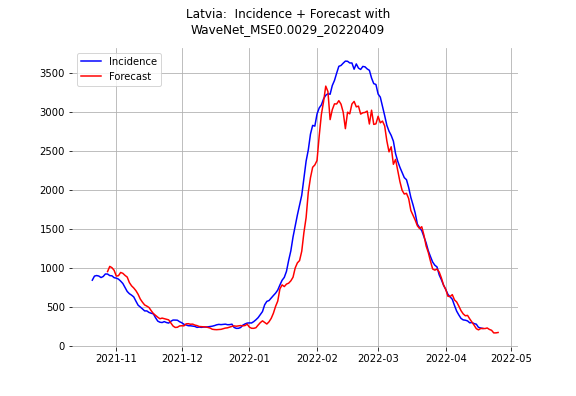 Latvia:  Incidence + Forecast with
WaveNet_MSE0.0029_20220409
Incidence
Forecast
3500
3000
2500
2000
1500
1000
500
0
2021-11 2021-12 2022-01 2022-02 2022-03 2022-04 2022-05